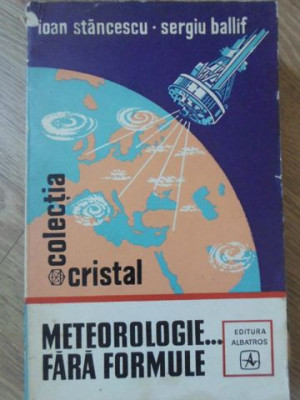 ioan stăncescu · sergiu ballif
colecția
cristal
METEOROLOGIE...
FĂRĂ FORMULE
EDITURA
ALBATROS